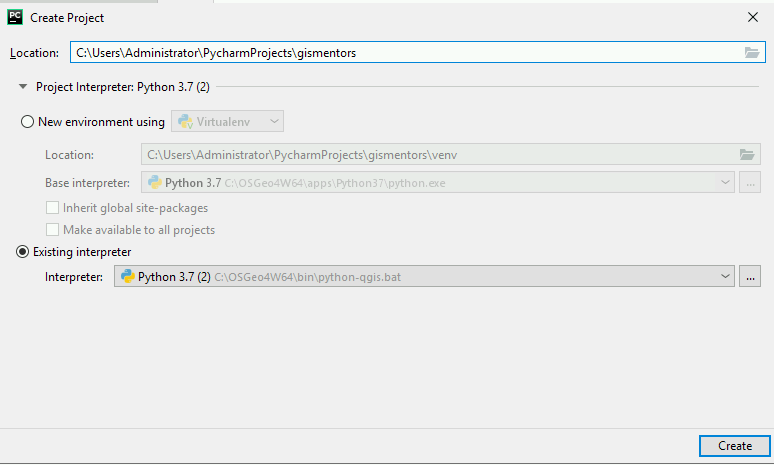 PC Create Project
Location: C:\Users\Administrator\PycharmProjects\gismentors
Project Interpreter: Python 3.7 (2)
New environment using Virtualenv
Location: C:\Users\Administrator\PycharmProjects\gismentors\venv
Base interpreter: Python 3.7 C:\OSGeo4W64\apps\Python37\python.exe ...
Inherit global site-packages
Make available to all projects
Existing interpreter
Interpreter: Python 3.7 (2) C:\OSGeo4W64\bin\python-qgis.bat ...
Create